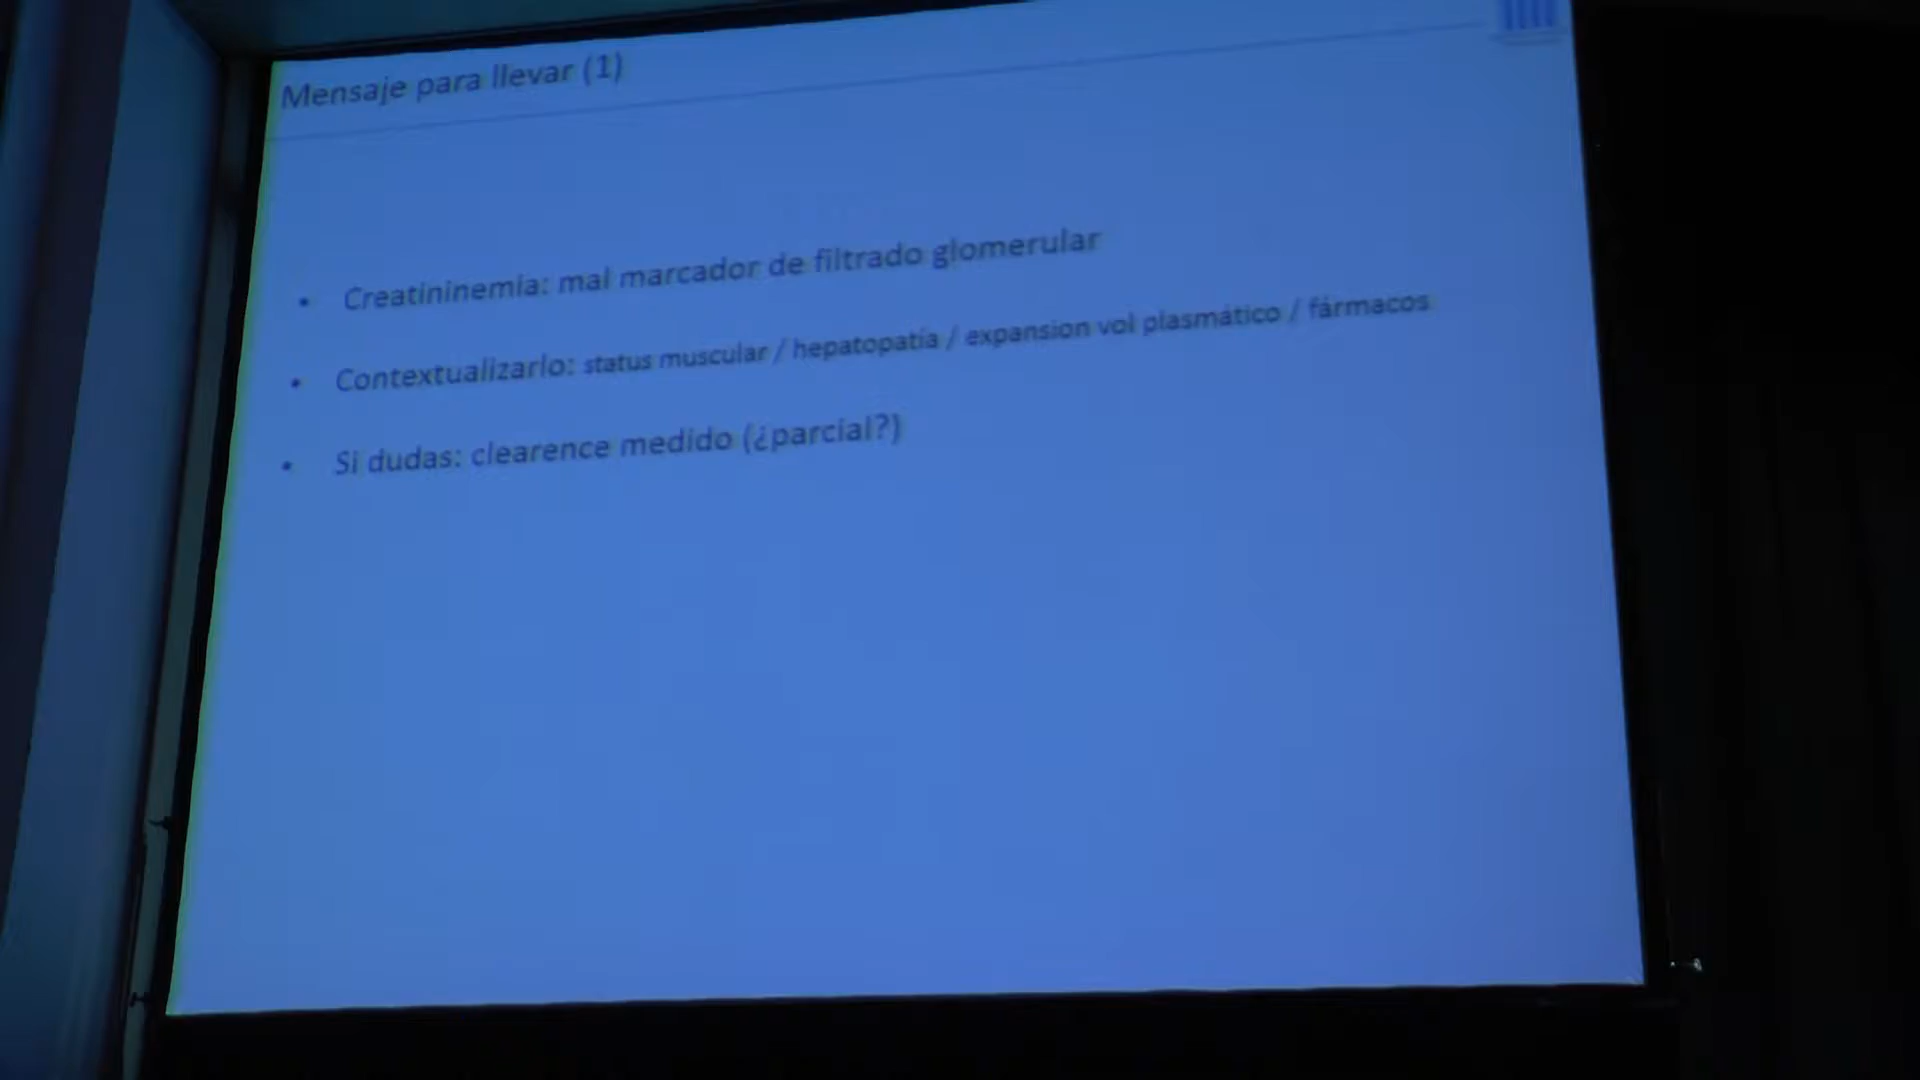 Mensaje para llevar (1)
• Creatininemia: mal marcador de filtrado glomerular
• Contextualizarlo: status muscular / hepatopatía / expansion vol plasmático / fármacos
• Si dudas: clearence medido (¿parcial?)